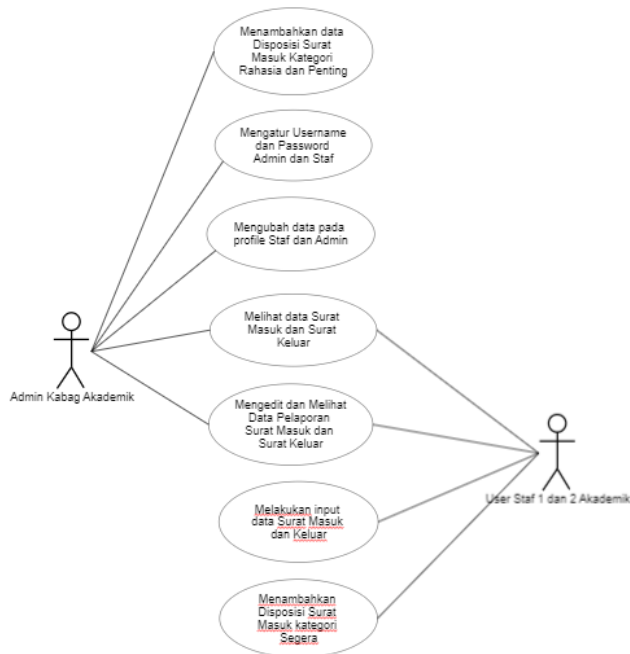 Menambahkan data
Disposisi Surat
Masuk Kategori
Rahasia dan Penting
Mengatur Username
dan Password
Admin dan Staf
Mengubah data pada
profile Staf dan Admin
Melihat data Surat
Masuk dan Surat
Keluar
Admin Kabag Akademik
Mengedit dan Melihat
Data Pelaporan
Surat Masuk dan
Surat Keluar
User Staf 1 dan 2 Akademik
Melakukan input
data Surat Masuk
dan Keluar
Menambahkan
Disposisi Surat
Masuk kategori
Segera